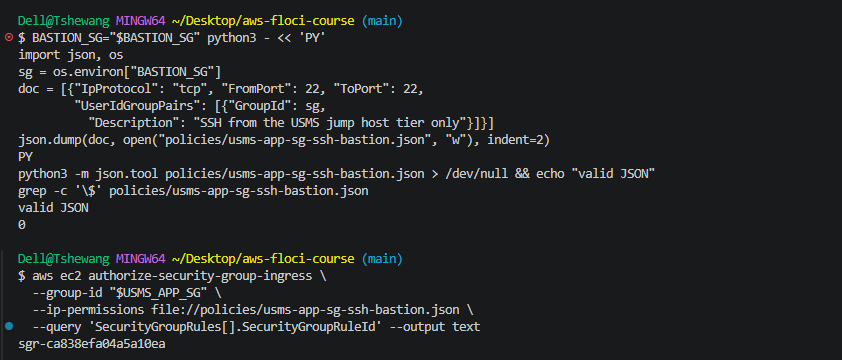 Dell@Tshewang MINGW64 ~/Desktop/aws-floci-course (main)
$ BASTION_SG="$BASTION_SG" python3 - << 'PY'
import json, os
sg = os.environ["BASTION_SG"]
doc = [{"IpProtocol": "tcp", "FromPort": 22, "ToPort": 22,
        "UserIdGroupPairs": [{"GroupId": sg,
          "Description": "SSH from the USMS jump host tier only"}]}]
json.dump(doc, open("policies/usms-app-sg-ssh-bastion.json", "w"), indent=2)
PY
python3 -m json.tool policies/usms-app-sg-ssh-bastion.json > /dev/null && echo "valid JSON"
grep -c '\$' policies/usms-app-sg-ssh-bastion.json
valid JSON
0
Dell@Tshewang MINGW64 ~/Desktop/aws-floci-course (main)
$ aws ec2 authorize-security-group-ingress \
  --group-id "$USMS_APP_SG" \
  --ip-permissions file://policies/usms-app-sg-ssh-bastion.json \
  --query 'SecurityGroupRules[].SecurityGroupRuleId' --output text
sgr-ca838efa04a5a10ea